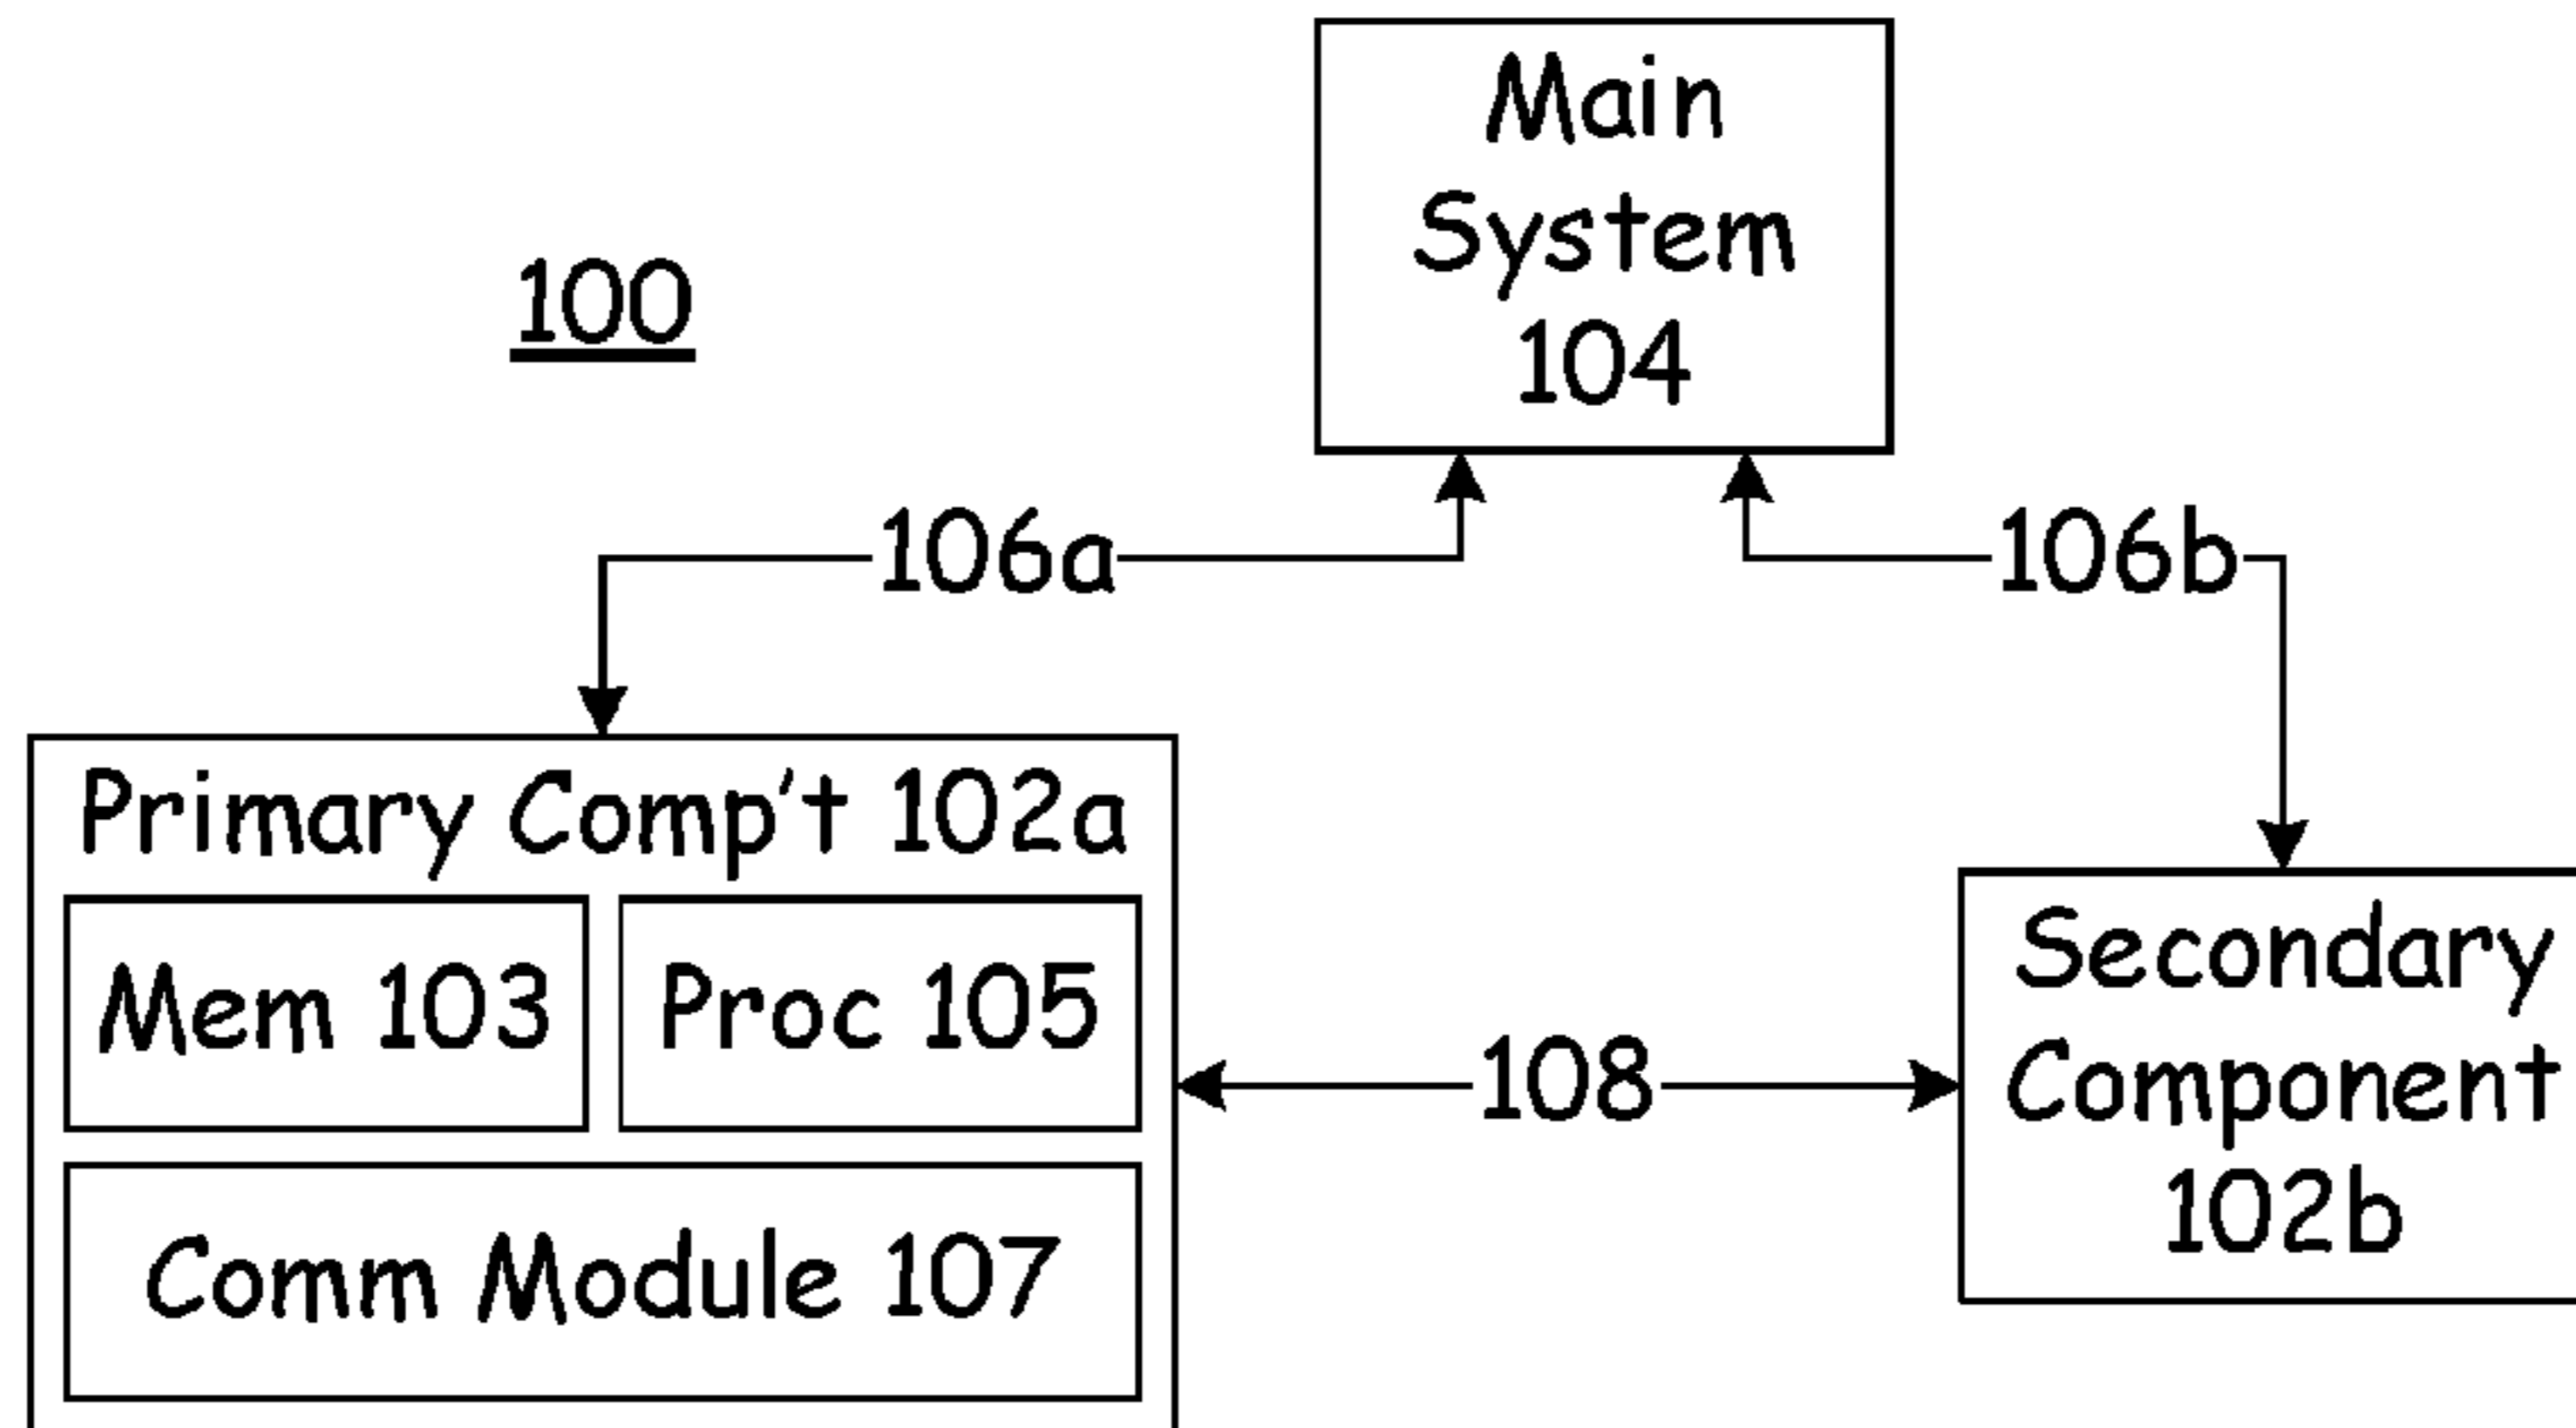 Main
System
104
100
106a
106b
Primary Comp't 102a
Mem 103
Proc 105
Comm Module 107
108
Secondary
Component
102b